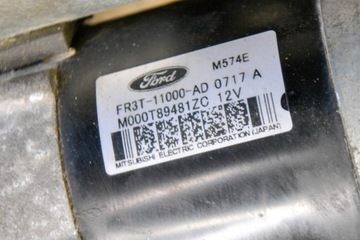 Ford M574E
FR3T-11000-AD 0717 A
M000T89481ZC 12V
MITSUBISHI ELECTRIC CORPORATION (JAPAN)